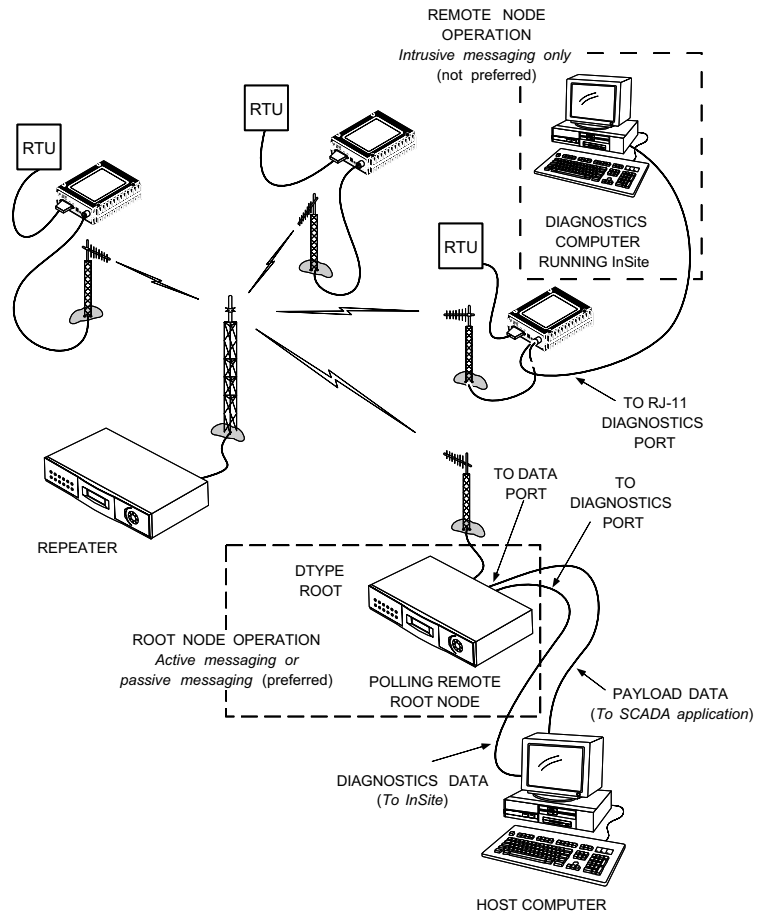 REMOTE NODE
OPERATION
Intrusive messaging only
(not preferred)
RTU
RTU
RTU
DIAGNOSTICS
COMPUTER
RUNNING InSite
TO RJ-11
DIAGNOSTICS
PORT
REPEATER
TO DATA
PORT
TO
DIAGNOSTICS
PORT
DTYPE
ROOT
ROOT NODE OPERATION
Active messaging or
passive messaging (preferred)
POLLING REMOTE
ROOT NODE
PAYLOAD DATA
(To SCADA application)
DIAGNOSTICS DATA
(To InSite)
HOST COMPUTER